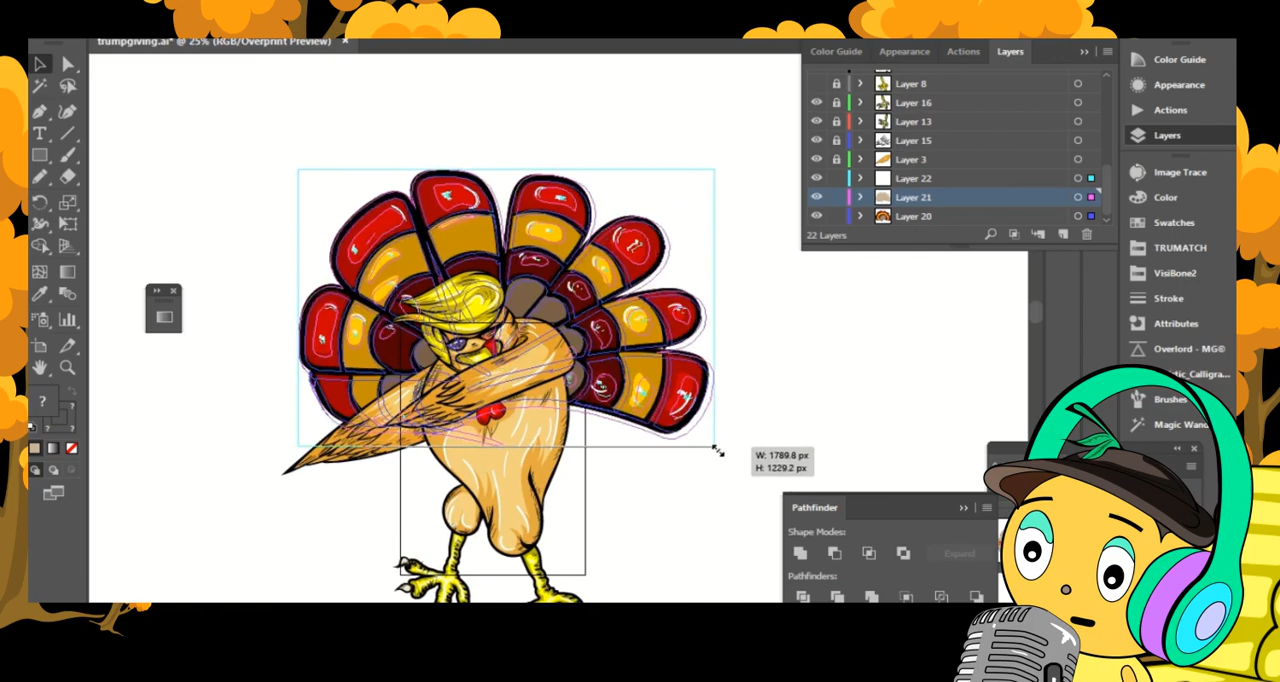 trumpgiving.ai* @ 25% (RGB/Overprint Preview) ×
Color Guide Appearance Actions Layers
Layer 8
Layer 16
Layer 13
Layer 15
Layer 3
Layer 22
Layer 21
Layer 20
22 Layers
Color Guide
Appearance
Actions
Layers
Image Trace
Color
Swatches
TRUMATCH
VisiBone2
Stroke
Attributes
Overlord - MG®
Brushes
Magic Wand
W: 1789.8 px
H: 1229.2 px
Pathfinder
Shape Modes:
Expand
Pathfinders: